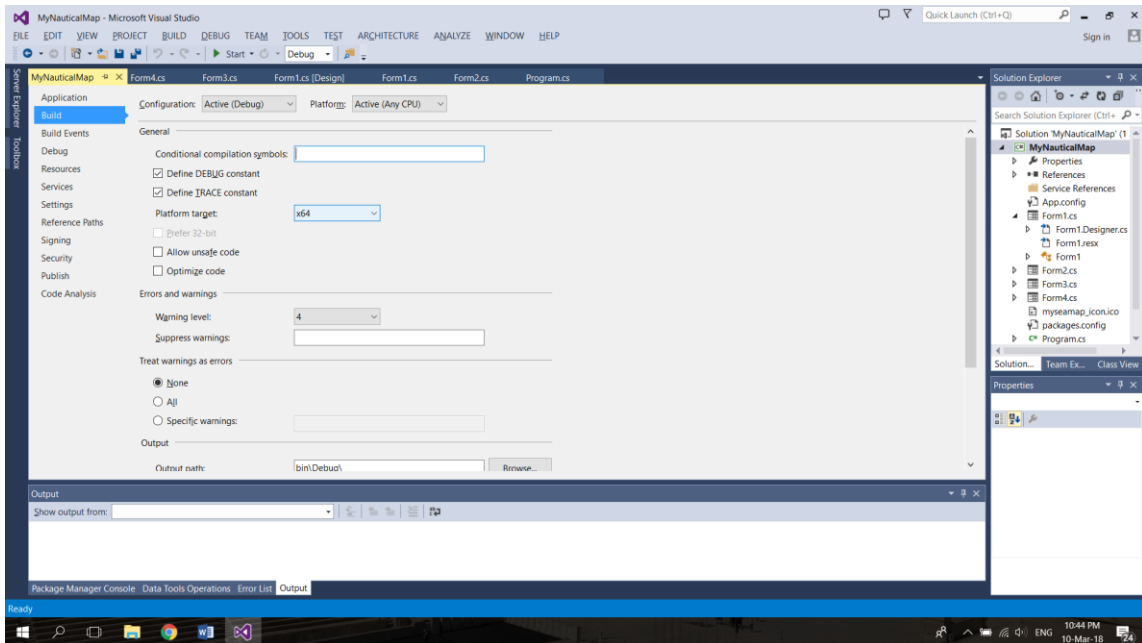 MyNauticalMap - Microsoft Visual Studio
Quick Launch (Ctrl+Q)
FILE EDIT VIEW PROJECT BUILD DEBUG TEAM TOOLS TEST ARCHITECTURE ANALYZE WINDOW HELP
Sign in
Start Debug
Server Explorer
Toolbox
MyNauticalMap Form4.cs Form3.cs Form1.cs [Design] Form1.cs Form2.cs Program.cs
Application
Build
Build Events
Debug
Resources
Services
Settings
Reference Paths
Signing
Security
Publish
Code Analysis
Configuration: Active (Debug) Platform: Active (Any CPU)
General
Conditional compilation symbols:
Define DEBUG constant
Define TRACE constant
Platform target: x64
Prefer 32-bit
Allow unsafe code
Optimize code
Errors and warnings
Warning level: 4
Suppress warnings:
Treat warnings as errors
None
All
Specific warnings:
Output
Output path: bin\Debug\ Browse...
Solution Explorer
Search Solution Explorer (Ctrl+
Solution 'MyNauticalMap' (1
MyNauticalMap
Properties
References
Service References
App.config
Form1.cs
Form1.Designer.cs
Form1.resx
Form1
Form2.cs
Form3.cs
Form4.cs
myseamap_icon.ico
packages.config
Program.cs
Solution... Team Ex... Class View
Properties
Output
Show output from:
Package Manager Console Data Tools Operations Error List Output
Ready
ENG
10:44 PM
10-Mar-18